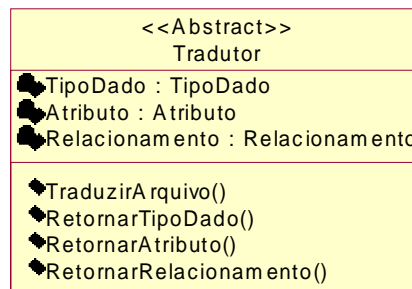 <<Abstract>>
Tradutor
TipoDado : TipoDado
Atributo : Atributo
Relacionamento : Relacionamento
TraduzirArquivo()
RetornarTipoDado()
RetornarAtributo()
RetornarRelacionamento()